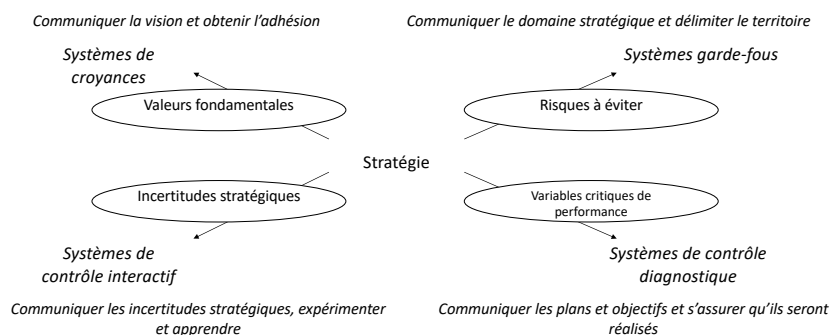 Communiquer la vision et obtenir l’adhésion
Communiquer le domaine stratégique et délimiter le territoire
Systèmes de
croyances
Systèmes garde-fous
Valeurs fondamentales
Risques à éviter
Stratégie
Incertitudes stratégiques
Variables critiques de
performance
Systèmes de
contrôle interactif
Systèmes de contrôle
diagnostique
Communiquer les incertitudes stratégiques, expérimenter
et apprendre
Communiquer les plans et objectifs et s’assurer qu’ils seront
réalisés